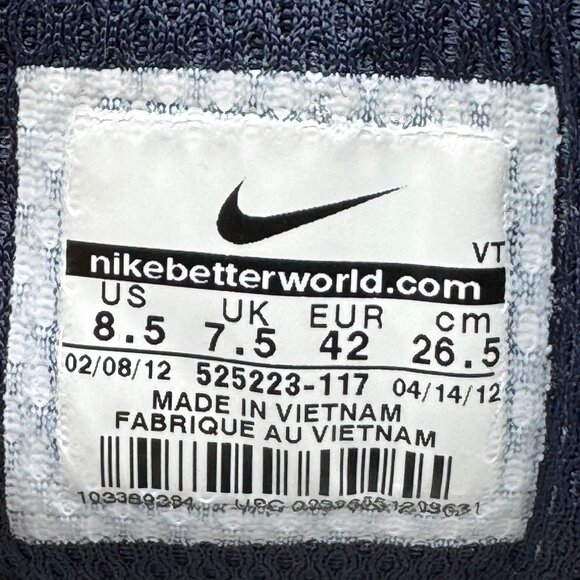 VT
nikebetterworld.com
US UK EUR cm
8.5 7.5 42 26.5
02/08/12 525223-117 04/14/12
MADE IN VIETNAM
FABRIQUE AU VIETNAM
UPC